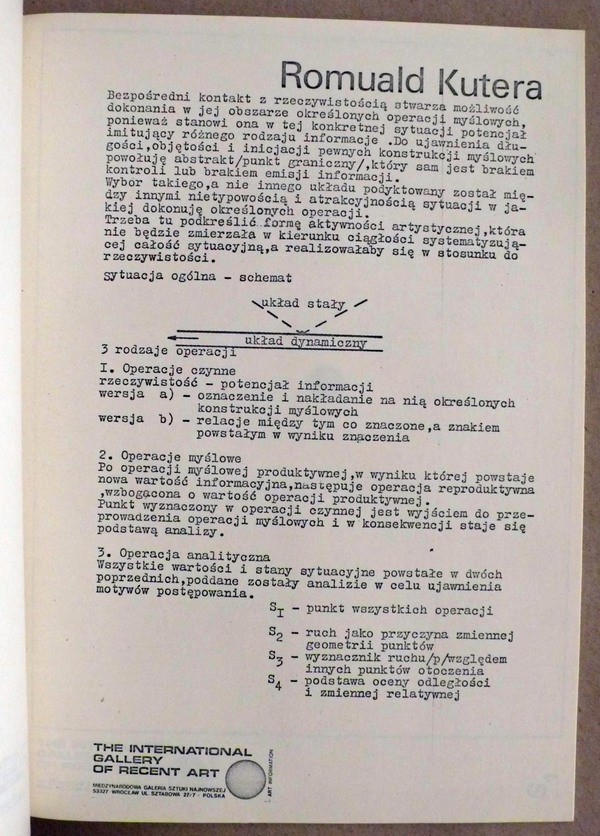 Romuald Kutera
Bezpośredni kontakt z rzeczywistością stwarza możliwość
dokonania w jej obszarze określonych operacji myślowych,
ponieważ stanowi ona w tej konkretnej sytuacji potencjał
imitujący różnego rodzaju informacje .Do ujawnienia dłu-
gości,objętości i inicjacji pewnych konstrukcji myślowych
powołuję abstrakt/punkt graniczny/,który sam jest brakiem
kontroli lub brakiem emisji informacji.
Wybór takiego,a nie innego układu podyktowany został mię-
dzy innymi nietypowością i atrakcyjnością sytuacji w ja-
kiej dokonuję określonych operacji.
Trzeba tu podkreślić formę aktywności artystycznej,która
nie będzie zmierzała w kierunku ciągłości systematyzują-
cej całość sytuacyjną,a realizowałaby się w stosunku do
rzeczywistości.
Sytuacja ogólna - schemat
układ stały
układ dynamiczny
3 rodzaje operacji
I. Operacje czynne
rzeczywistość - potencjał informacji
wersja a) - oznaczenie i nakładanie na nią określonych
konstrukcji myślowych
wersja b) - relacje między tym co znaczone,a znakiem
powstałym w wyniku znaczenia
2. Operacje myślowe
Po operacji myślowej produktywnej,w wyniku której powstaje
nowa wartość informacyjna,następuje operacja reproduktywna
,wzbogacona o wartość operacji produktywnej.
Punkt wyznaczony w operacji czynnej jest wyjściem do prze-
prowadzenia operacji myślowych i w konsekwencji staje się
podstawą analizy.
3. Operacja analityczna
Wszystkie wartości i stany sytuacyjne powstałe w dwóch
poprzednich,poddane zostały analizie w celu ujawnienia
motywów postępowania.
S1 - punkt wszystkich operacji
S2 - ruch jako przyczyna zmiennej
geometrii punktów
S3 - wyznacznik ruchu/p/względem
innych punktów otoczenia
S4 - podstawa oceny odległości
i zmiennej relatywnej
THE INTERNATIONAL
GALLERY
OF RECENT ART
MIĘDZYNARODOWA GALERIA SZTUKI NAJNOWSZEJ
53327 WROCŁAW UL. SZTABOWA 27/7 - POLSKA
ART INFORMATION